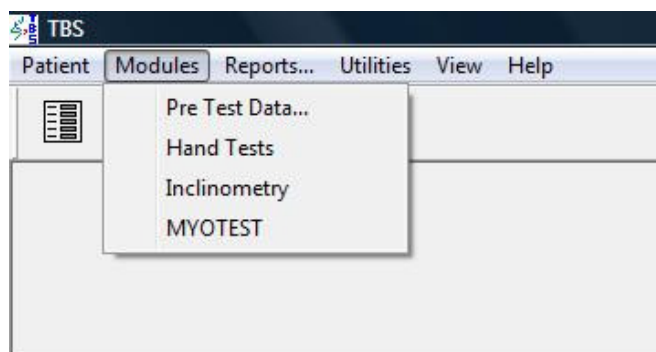 TBS
Patient Modules Reports... Utilities View Help
Pre Test Data...
Hand Tests
Inclinometry
MYOTEST